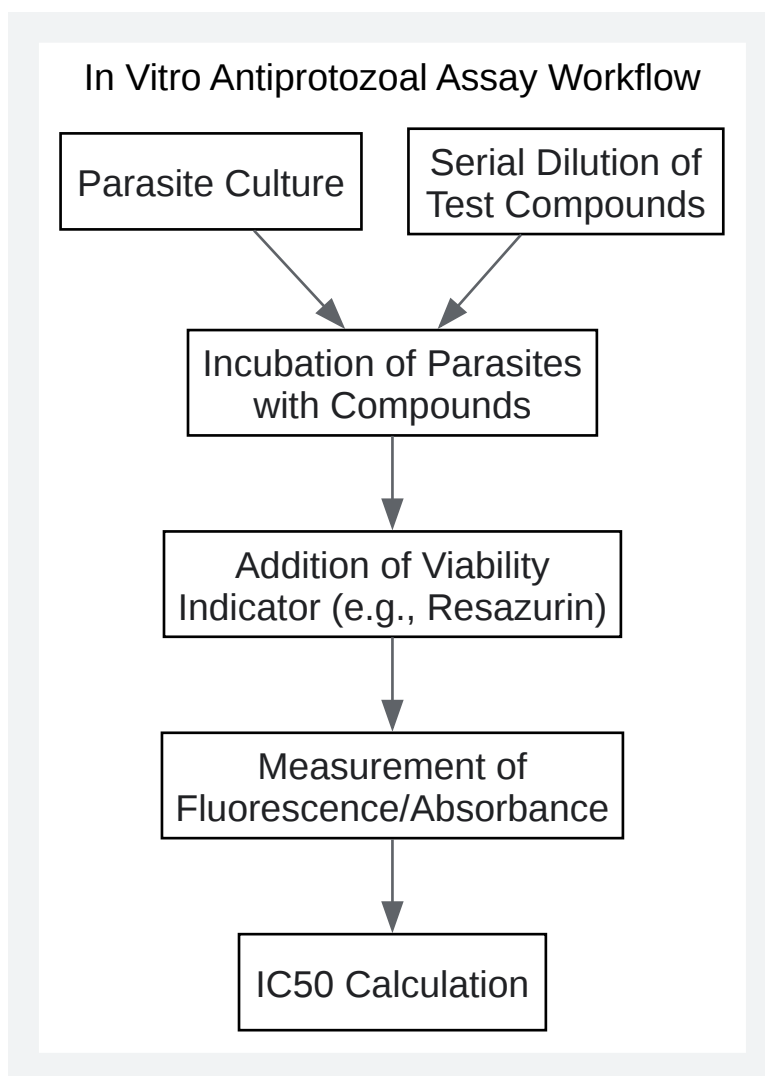 In Vitro Antiprotozoal Assay Workflow
Parasite Culture
Serial Dilution of
Test Compounds
Incubation of Parasites
with Compounds
Addition of Viability
Indicator (e.g., Resazurin)
Measurement of
Fluorescence/Absorbance
IC50 Calculation